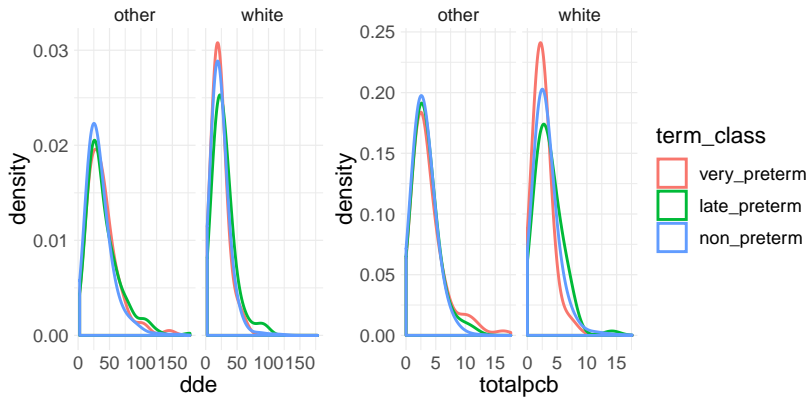 other white
0.03
0.02
0.01
0.00
density
0 50 100 150 0 50 100 150
dde
other white
0.25
0.20
0.15
0.10
0.05
0.00
density
0 5 10 15 0 5 10 15
totalpcb
term_class
very_preterm
late_preterm
non_preterm